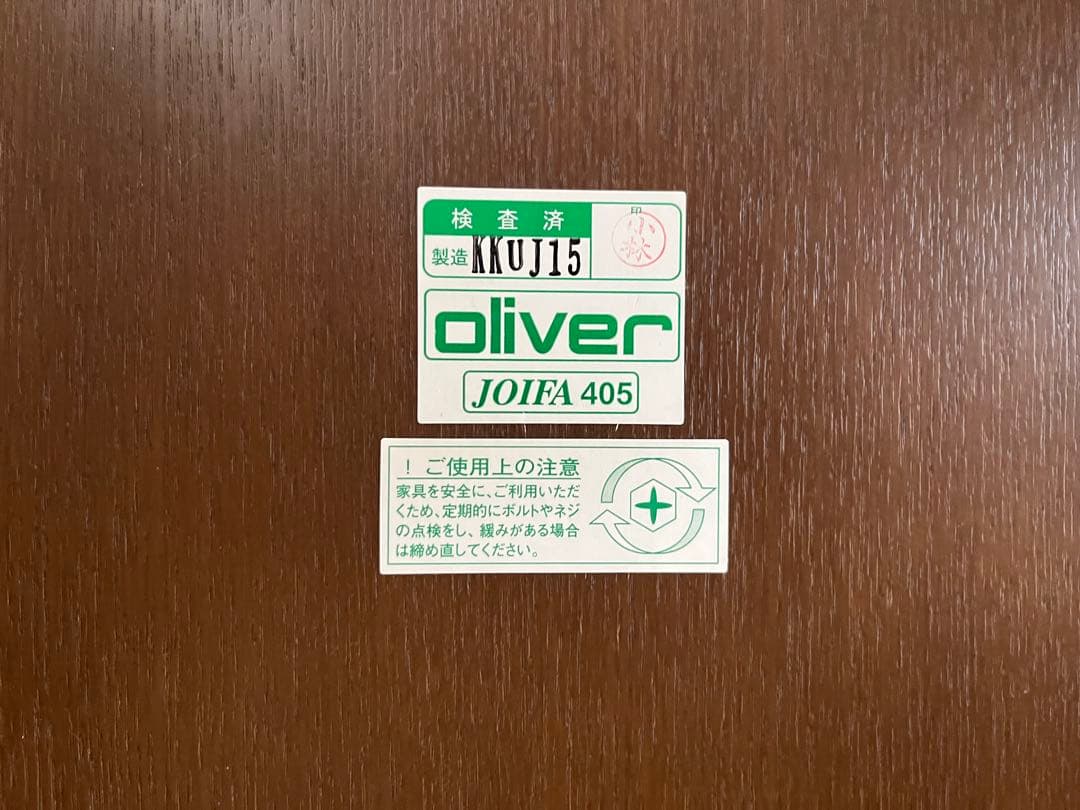 検査済
印
小林
製造 KKUJ15
oliver
JOIFA 405
! ご使用上の注意
家具を安全に、ご利用いただ
くため、定期的にボルトやネジ
の点検をし、緩みがある場合
は締め直してください。